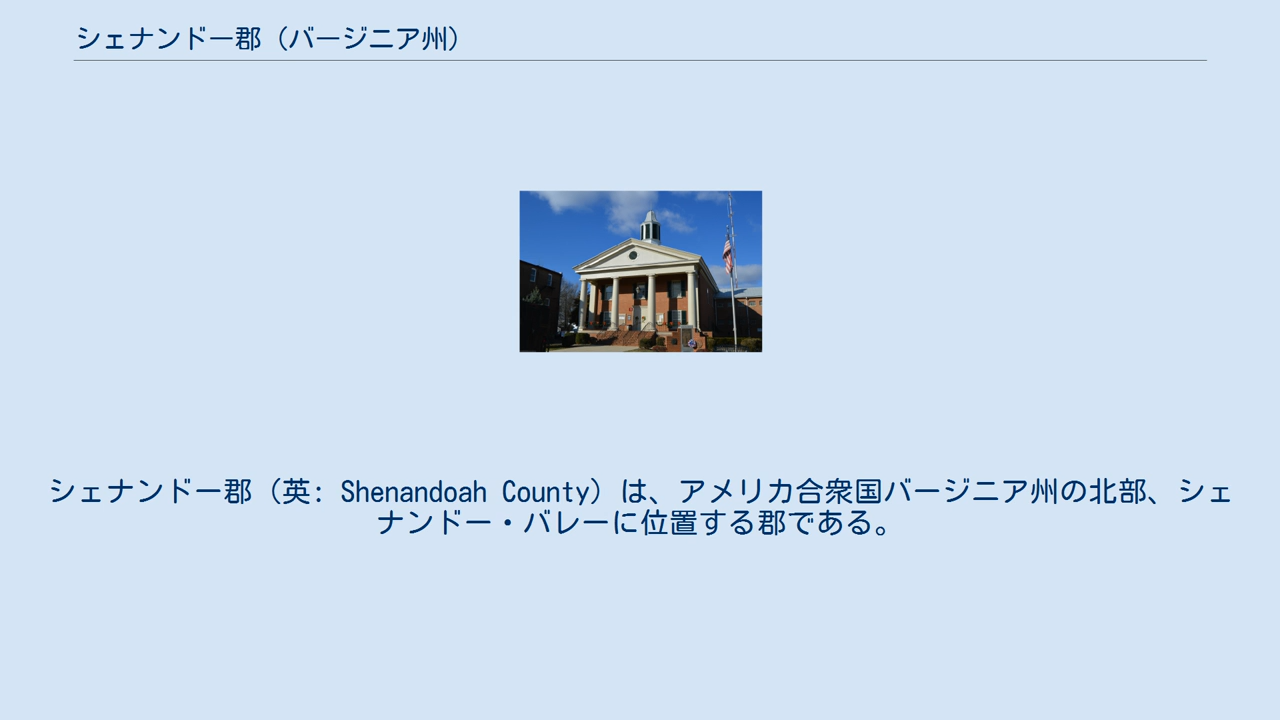 シェナンドー郡（バージニア州）
シェナンドー郡（英: Shenandoah County）は、アメリカ合衆国バージニア州の北部、シェ
ナンドー・バレーに位置する郡である。